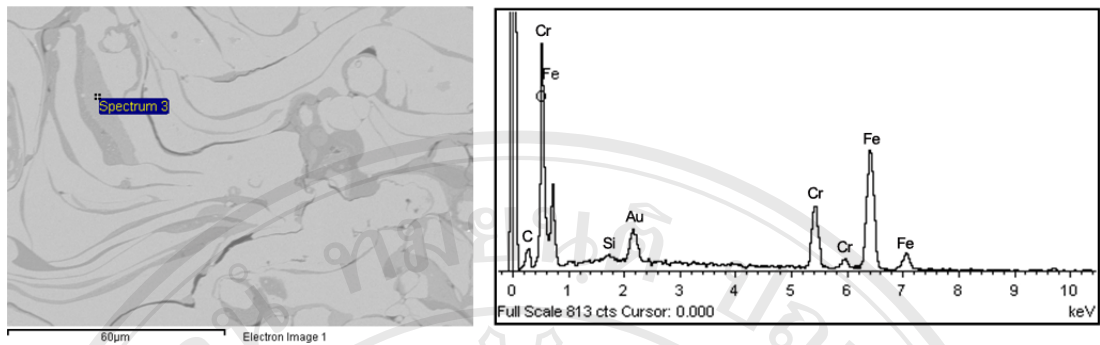 Spectrum 3
60µm
Electron Image 1
Cr
Fe
O
C
Si
Au
Cr
Cr
Fe
Fe
0 1 2 3 4 5 6 7 8 9 10
Full Scale 813 cts Cursor: 0.000
keV